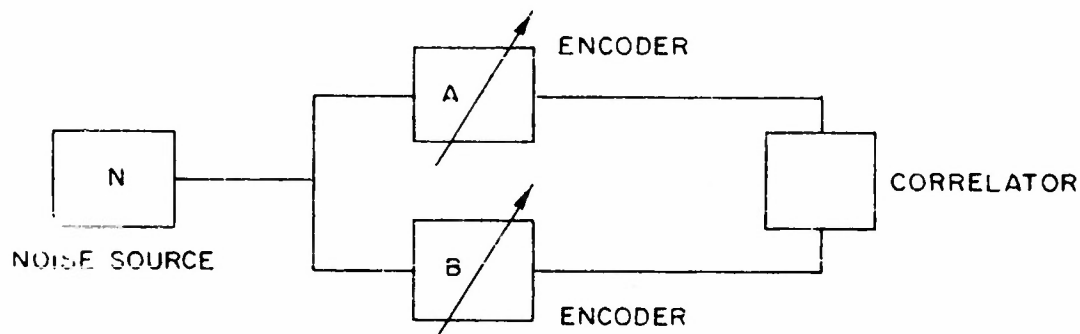 ENCODER
A
N
CORRELATOR
B
NOISE SOURCE
ENCODER